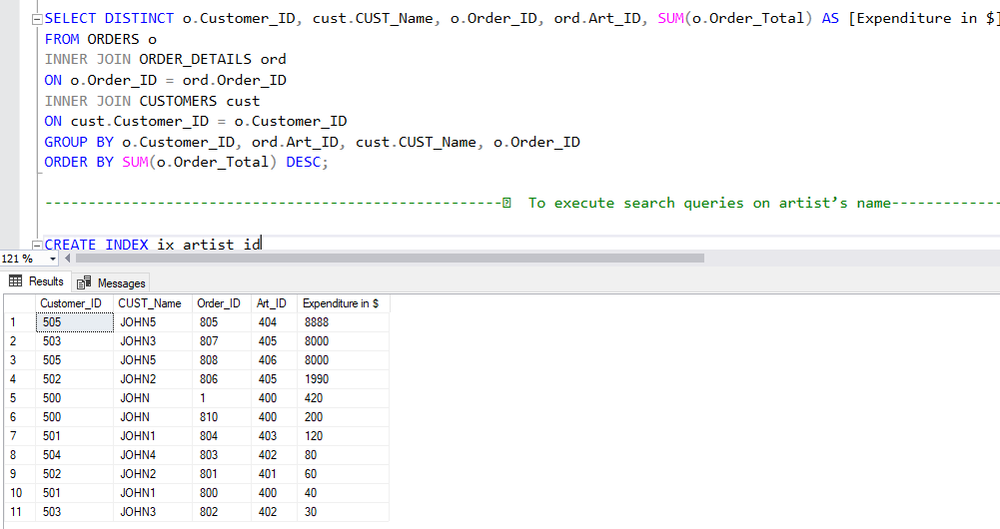 SELECT DISTINCT o.Customer_ID, cust.CUST_Name, o.Order_ID, ord.Art_ID, SUM(o.Order_Total) AS [Expenditure in $]
FROM ORDERS o
INNER JOIN ORDER_DETAILS ord
ON o.Order_ID = ord.Order_ID
INNER JOIN CUSTOMERS cust
ON cust.Customer_ID = o.Customer_ID
GROUP BY o.Customer_ID, ord.Art_ID, cust.CUST_Name, o.Order_ID
ORDER BY SUM(o.Order_Total) DESC;
-----------------------------------------------------⍰  To execute search queries on artist’s name-------------
CREATE INDEX ix_artist_id
121 %
Results Messages
Customer_ID CUST_Name Order_ID Art_ID Expenditure in $
1 505 JOHN5 805 404 8888
2 503 JOHN3 807 405 8000
3 505 JOHN5 808 406 8000
4 502 JOHN2 806 405 1990
5 500 JOHN 1 400 420
6 500 JOHN 810 400 200
7 501 JOHN1 804 403 120
8 504 JOHN4 803 402 80
9 502 JOHN2 801 401 60
10 501 JOHN1 800 400 40
11 503 JOHN3 802 402 30